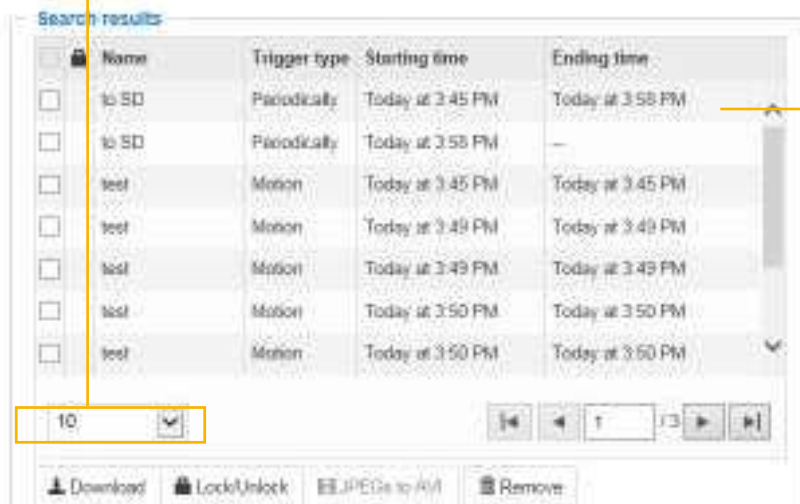 Search results
Name Trigger type Starting time Ending time
to SD Periodically Today at 3:45 PM Today at 3:58 PM
to SD Periodically Today at 3:58 PM --
test Motion Today at 3:45 PM Today at 3:45 PM
test Motion Today at 3:49 PM Today at 3:49 PM
test Motion Today at 3:49 PM Today at 3:49 PM
test Motion Today at 3:50 PM Today at 3:50 PM
test Motion Today at 3:50 PM Today at 3:50 PM
10 1 / 3
Download Lock/Unlock JPEGs to AVI Remove